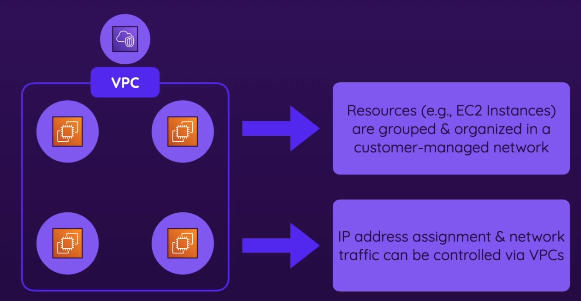 VPC
Resources (e.g., EC2 Instances)
are grouped & organized in a
customer-managed network
IP address assignment & network
traffic can be controlled via VPCs